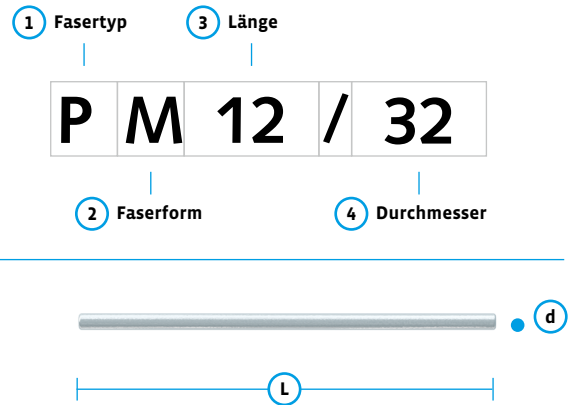 1 Fasertyp 3 Länge
P M 12 / 32
2 Faserform 4 Durchmesser
d
L